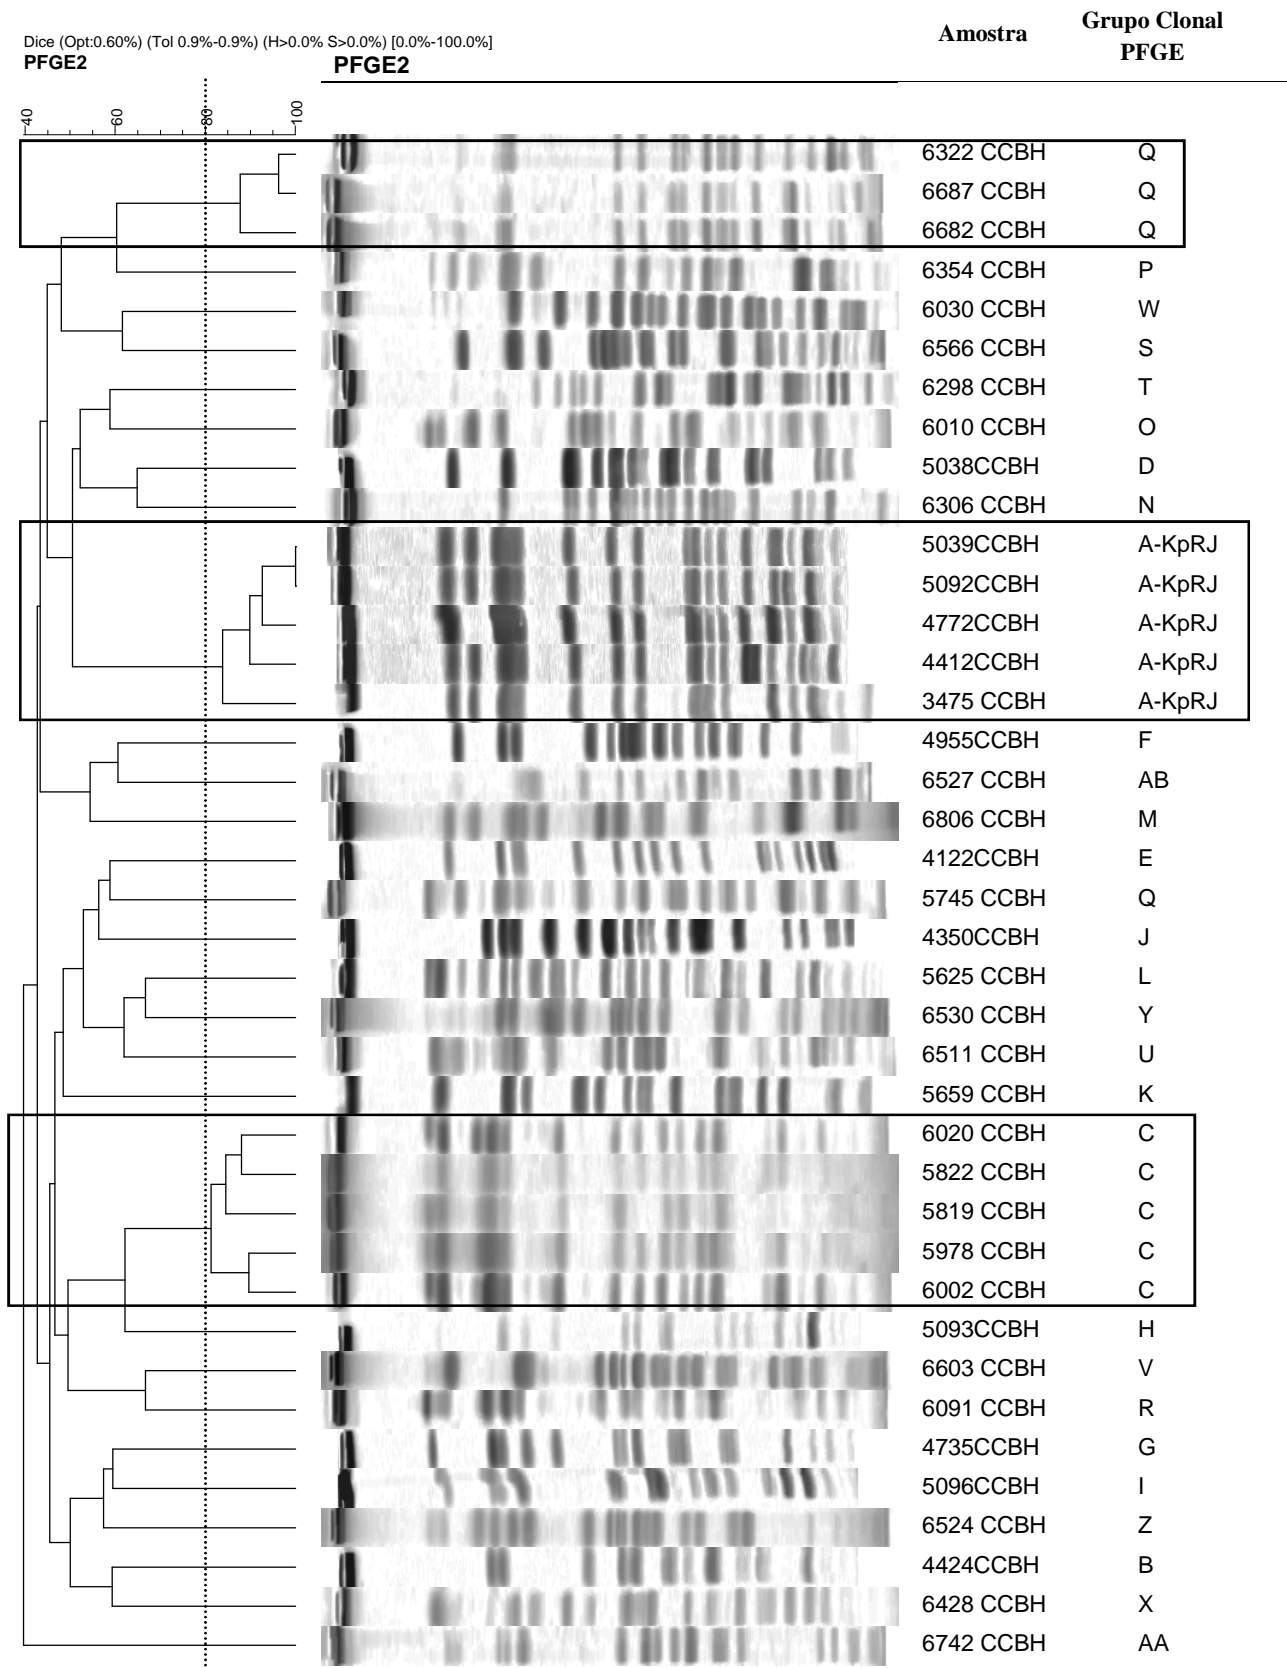 Dice (Opt:0.60%) (Tol 0.9%-0.9%) (H>0.0% S>0.0%) [0.0%-100.0%]
PFGE2
PFGE2
Amostra
Grupo Clonal
PFGE
40
60
80
100
6322 CCBH Q
6687 CCBH Q
6682 CCBH Q
6354 CCBH P
6030 CCBH W
6566 CCBH S
6298 CCBH T
6010 CCBH O
5038CCBH D
6306 CCBH N
5039CCBH A-KpRJ
5092CCBH A-KpRJ
4772CCBH A-KpRJ
4412CCBH A-KpRJ
3475 CCBH A-KpRJ
4955CCBH F
6527 CCBH AB
6806 CCBH M
4122CCBH E
5745 CCBH Q
4350CCBH J
5625 CCBH L
6530 CCBH Y
6511 CCBH U
5659 CCBH K
6020 CCBH C
5822 CCBH C
5819 CCBH C
5978 CCBH C
6002 CCBH C
5093CCBH H
6603 CCBH V
6091 CCBH R
4735CCBH G
5096CCBH I
6524 CCBH Z
4424CCBH B
6428 CCBH X
6742 CCBH AA